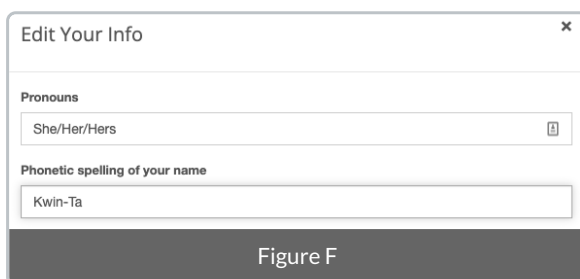 Edit Your Info
×
Pronouns
She/Her/Hers
Phonetic spelling of your name
Kwin-Ta
Figure F